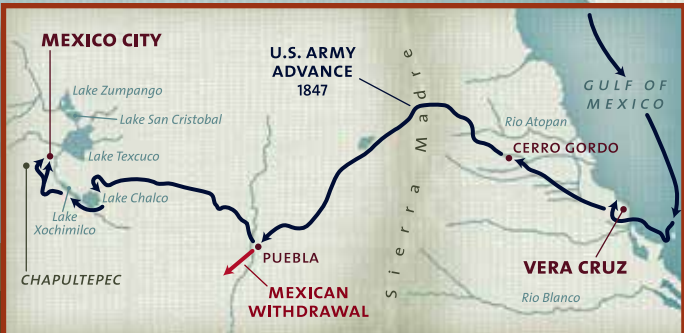 MEXICO CITY
Lake Zumpango
Lake San Cristobal
Lake Texcuco
Lake Chalco
Lake
Xochimilco
CHAPULTEPEC
U.S. ARMY
ADVANCE
1847
Sierra Madre
PUEBLA
MEXICAN
WITHDRAWAL
GULF OF
MEXICO
Rio Atopan
CERRO GORDO
VERA CRUZ
Rio Blanco